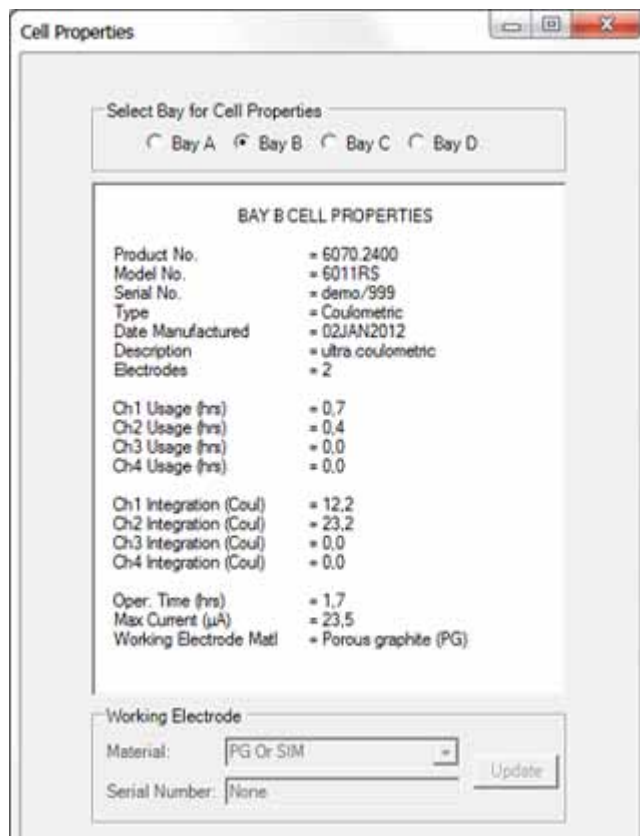 Cell Properties
Select Bay for Cell Properties
Bay A Bay B Bay C Bay D
BAY B CELL PROPERTIES
Product No. = 6070.2400
Model No. = 6011RS
Serial No. = demo/999
Type = Coulometric
Date Manufactured = 02JAN2012
Description = ultra coulometric
Electrodes = 2
Ch1 Usage (hrs) = 0,7
Ch2 Usage (hrs) = 0,4
Ch3 Usage (hrs) = 0,0
Ch4 Usage (hrs) = 0,0
Ch1 Integration (Coul) = 12,2
Ch2 Integration (Coul) = 23,2
Ch3 Integration (Coul) = 0,0
Ch4 Integration (Coul) = 0,0
Oper. Time (hrs) = 1,7
Max Current (µA) = 23,5
Working Electrode Matl = Porous graphite (PG)
Working Electrode
Material: PG Or SIM
Update
Serial Number: None